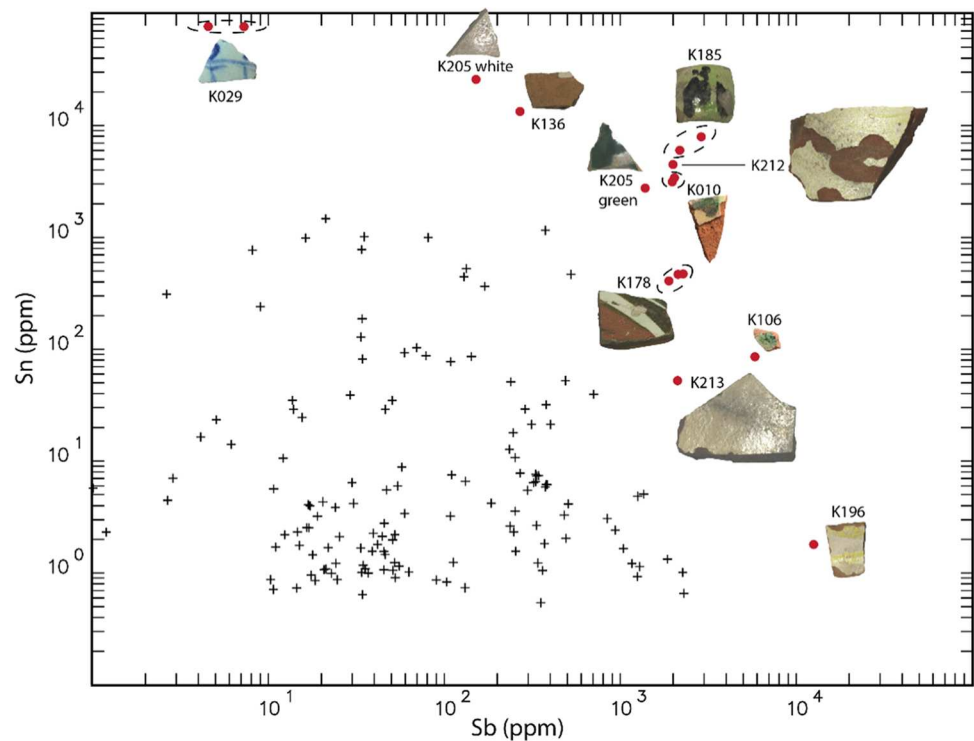 K029
K205 white
K136
K185
K205
green
K212
K010
K178
K106
K213
K196
10⁴
10³
10²
10¹
10⁰
Sn (ppm)
10¹
10²
10³
10⁴
Sb (ppm)